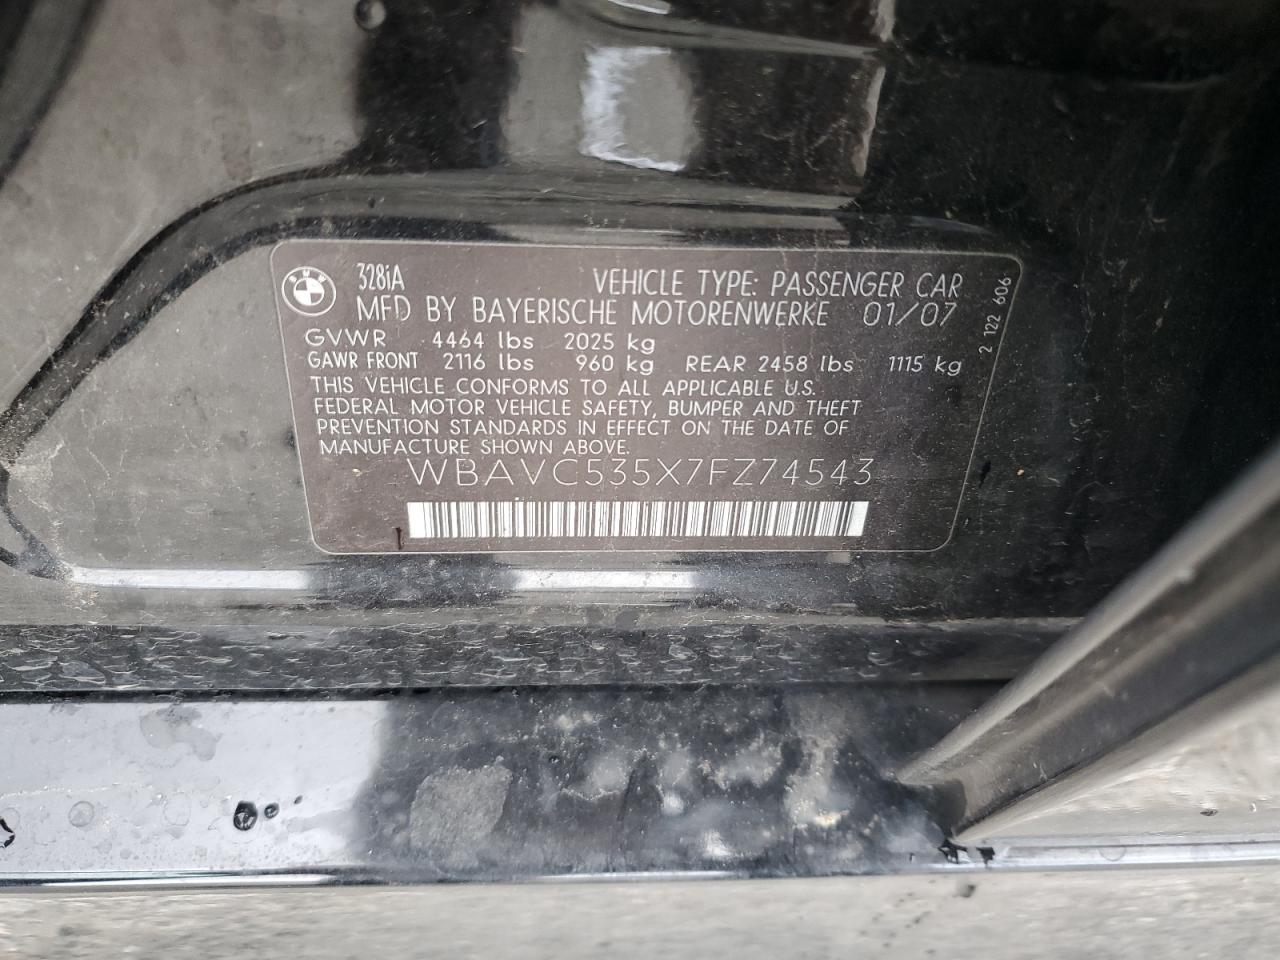 BMW
328iA VEHICLE TYPE: PASSENGER CAR
MFD BY BAYERISCHE MOTORENWERKE 01/07
GVWR 4464 lbs 2025 kg
GAWR FRONT 2116 lbs 960 kg REAR 2458 lbs 1115 kg
THIS VEHICLE CONFORMS TO ALL APPLICABLE U.S.
FEDERAL MOTOR VEHICLE SAFETY, BUMPER AND THEFT
PREVENTION STANDARDS IN EFFECT ON THE DATE OF
MANUFACTURE SHOWN ABOVE.
WBAVC535X7FZ74543
2 122 606